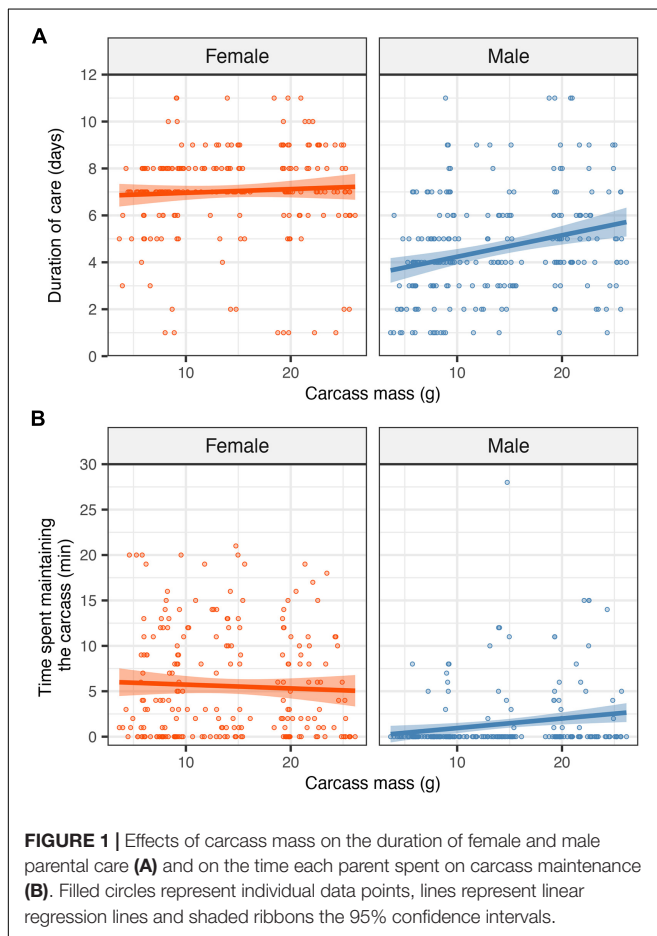 A
Female
Male
Duration of care (days)
12
10
8
6
4
2
0
10
20
10
20
Carcass mass (g)
B
Female
Male
Time spent maintaining
the carcass (min)
30
25
20
15
10
5
0
10
20
10
20
Carcass mass (g)
FIGURE 1 | Effects of carcass mass on the duration of female and male
parental care (A) and on the time each parent spent on carcass maintenance
(B). Filled circles represent individual data points, lines represent linear
regression lines and shaded ribbons the 95% confidence intervals.